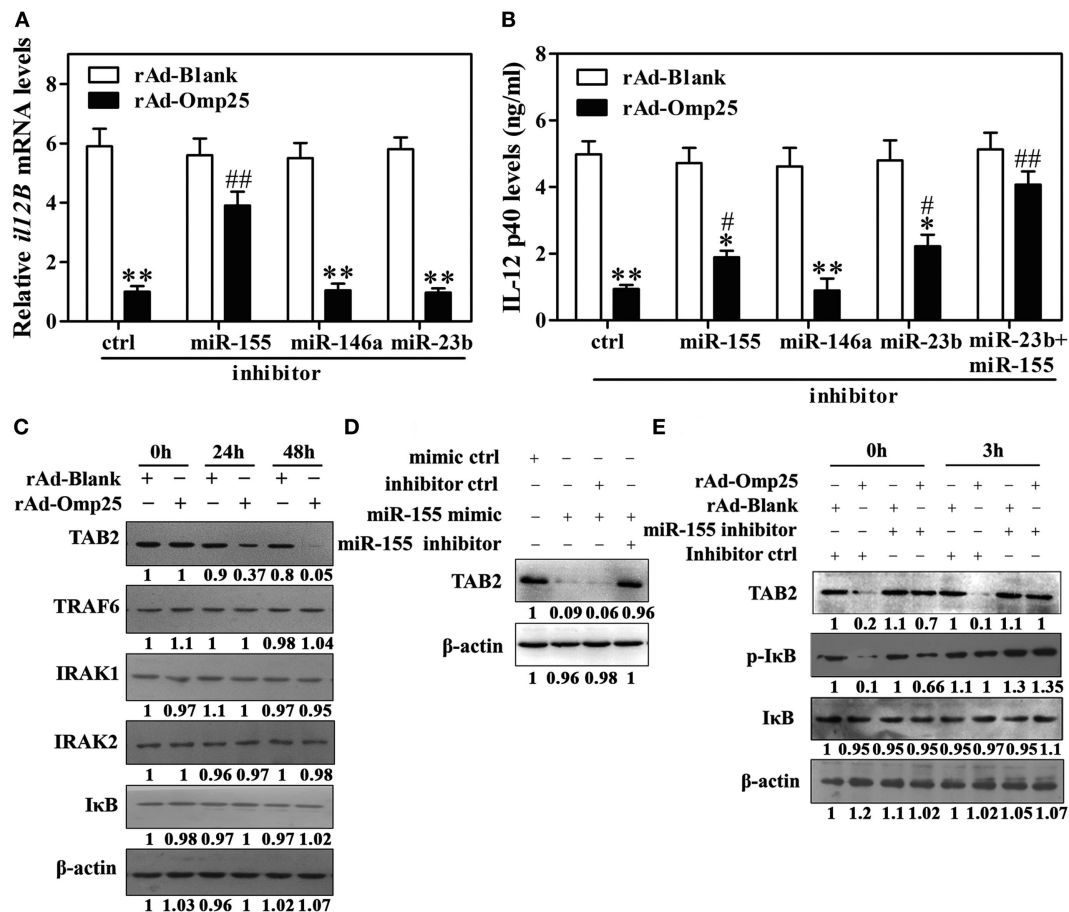 A
Relative il12B mRNA levels
8
6
4
2
0
rAd-Blank
rAd-Omp25
** ## ** **
ctrl miR-155 miR-146a miR-23b
inhibitor
B
IL-12 p40 levels (ng/ml)
8
6
4
2
0
rAd-Blank
rAd-Omp25
** # * ** # * ##
ctrl miR-155 miR-146a miR-23b miR-23b+
miR-155
inhibitor
C
0h 24h 48h
rAd-Blank + − + − + −
rAd-Omp25 − + − + − +
TAB2
1 1 0.9 0.37 0.8 0.05
TRAF6
1 1.1 1 1 0.98 1.04
IRAK1
1 0.97 1.1 1 0.97 0.95
IRAK2
1 1 0.96 0.97 1 0.98
IκB
1 0.98 0.97 1 0.97 1.02
β-actin
1 1.03 0.96 1 1.02 1.07
D
mimic ctrl + − − −
inhibitor ctrl − − + −
miR-155 mimic − + + +
miR-155 inhibitor − − − +
TAB2
1 0.09 0.06 0.96
β-actin
1 0.96 0.98 1
E
0h 3h
rAd-Omp25 − + − + − + − +
rAd-Blank + − + − + − + −
miR-155 inhibitor − − + + − − + +
Inhibitor ctrl + + − − + + − −
TAB2
1 0.2 1.1 0.7 1 0.1 1.1 1
p-IκB
1 0.1 1 0.66 1.1 1 1.3 1.35
IκB
1 0.95 0.95 0.95 0.95 0.97 0.95 1.1
β-actin
1 1.2 1.1 1.02 1 1.02 1.05 1.07